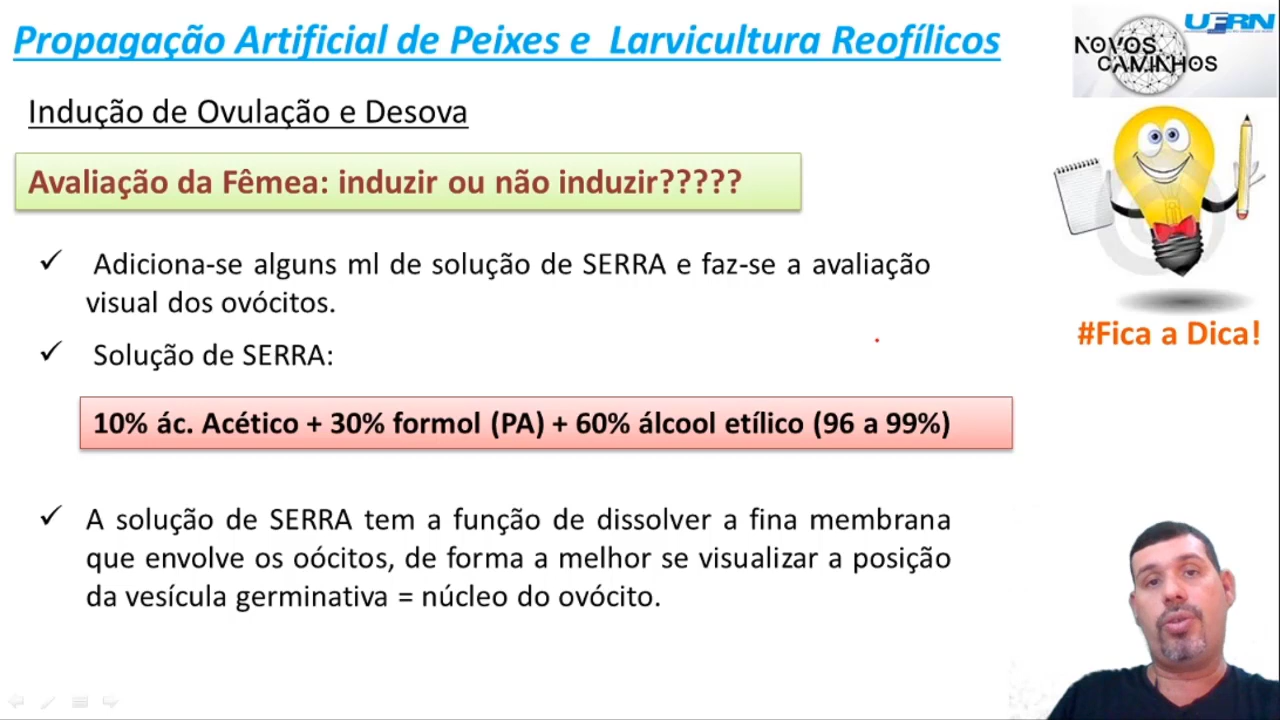 Propagação Artificial de Peixes e Larvicultura Reofílicos
UFRN
NOVOS
CAMINHOS
Indução de Ovulação e Desova
Avaliação da Fêmea: induzir ou não induzir?????
Adiciona-se alguns ml de solução de SERRA e faz-se a avaliação
visual dos ovócitos.
#Fica a Dica!
Solução de SERRA:
10% ác. Acético + 30% formol (PA) + 60% álcool etílico (96 a 99%)
A solução de SERRA tem a função de dissolver a fina membrana
que envolve os oócitos, de forma a melhor se visualizar a posição
da vesícula germinativa = núcleo do ovócito.